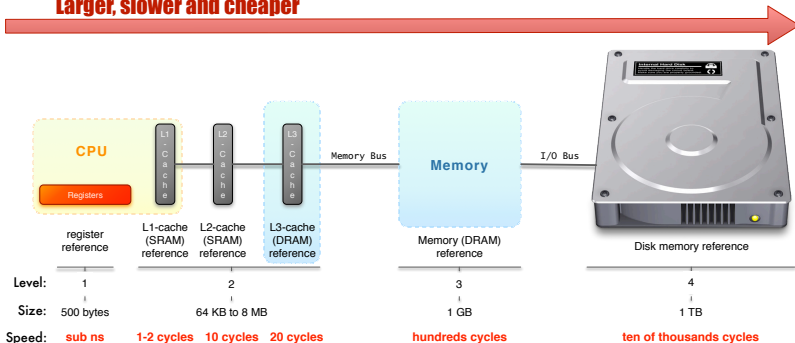 Larger, slower and cheaper
Internal Hard Disk
CPU
Registers
L1-Cache
L2-Cache
L3-Cache
Memory Bus
Memory
I/O Bus
register reference
L1-cache (SRAM) reference
L2-cache (SRAM) reference
L3-cache (DRAM) reference
Memory (DRAM) reference
Disk memory reference
Level: 1 2 3 4
Size: 500 bytes 64 KB to 8 MB 1 GB 1 TB
Speed: sub ns 1-2 cycles 10 cycles 20 cycles hundreds cycles ten of thousands cycles